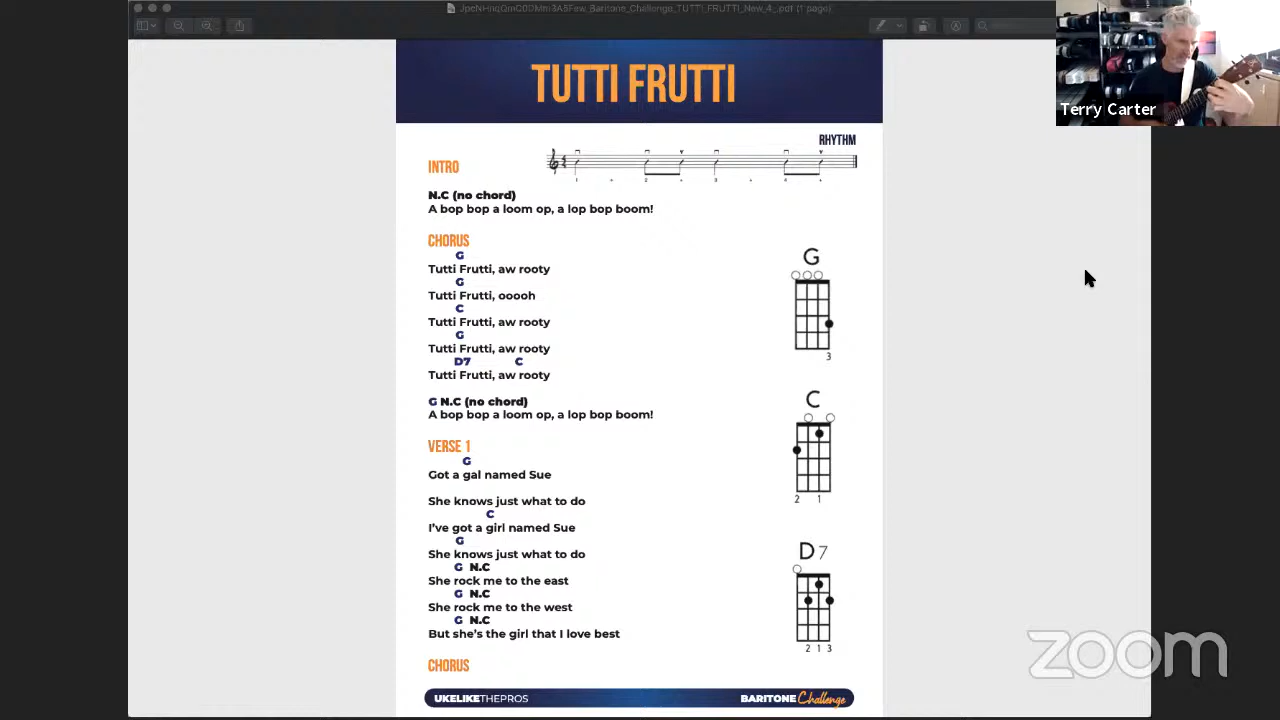 TUTTI FRUTTI
Terry Carter
RHYTHM
INTRO
N.C (no chord)
A bop bop a loom op, a lop bop boom!
CHORUS
G
Tutti Frutti, aw rooty
G
Tutti Frutti, ooooh
C
Tutti Frutti, aw rooty
G
Tutti Frutti, aw rooty
D7 C
Tutti Frutti, aw rooty
G N.C (no chord)
A bop bop a loom op, a lop bop boom!
VERSE 1
G
Got a gal named Sue
She knows just what to do
C
I've got a girl named Sue
G
She knows just what to do
G N.C
She rock me to the east
G N.C
She rock me to the west
G N.C
But she's the girl that I love best
CHORUS
G
3
C
2 1
D7
2 1 3
UKELIKETHEPROS
BARITONE Challenge
zoom